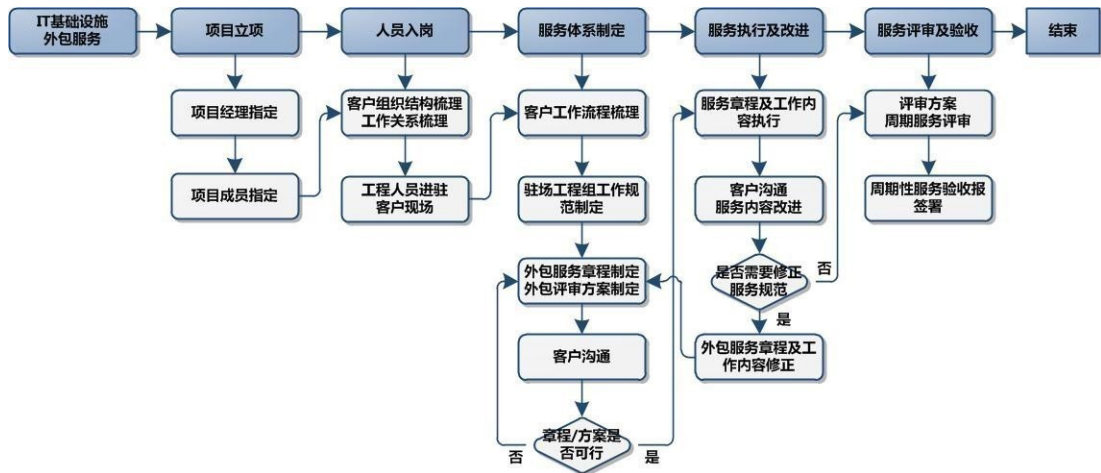 IT基础设施
外包服务
项目立项
人员入岗
服务体系制定
服务执行及改进
服务评审及验收
结束
项目经理指定
项目成员指定
客户组织结构梳理
工作关系梳理
工程人员进驻
客户现场
客户工作流程梳理
驻场工程组工作规
范制定
外包服务章程制定
外包评审方案制定
客户沟通
章程/方案是
否可行
否
是
服务章程及工作内
容执行
客户沟通
服务内容改进
是否需要修正
服务规范
否
是
外包服务章程及工
作内容修正
评审方案
周期服务评审
周期性服务验收报
签署